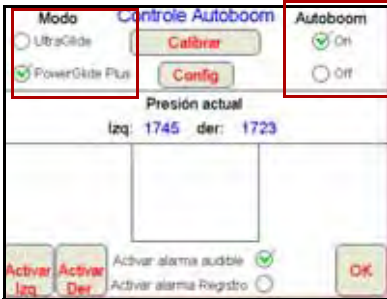 Modo
Controle Autoboom
Autoboom
UltraGlide
Calibrar
On
PowerGlide Plus
Config
Off
Presión actual
Izq: 1745 der: 1723
Activar Izq
Activar Der
Activar alarma audible
Activar alarma Registro
OK